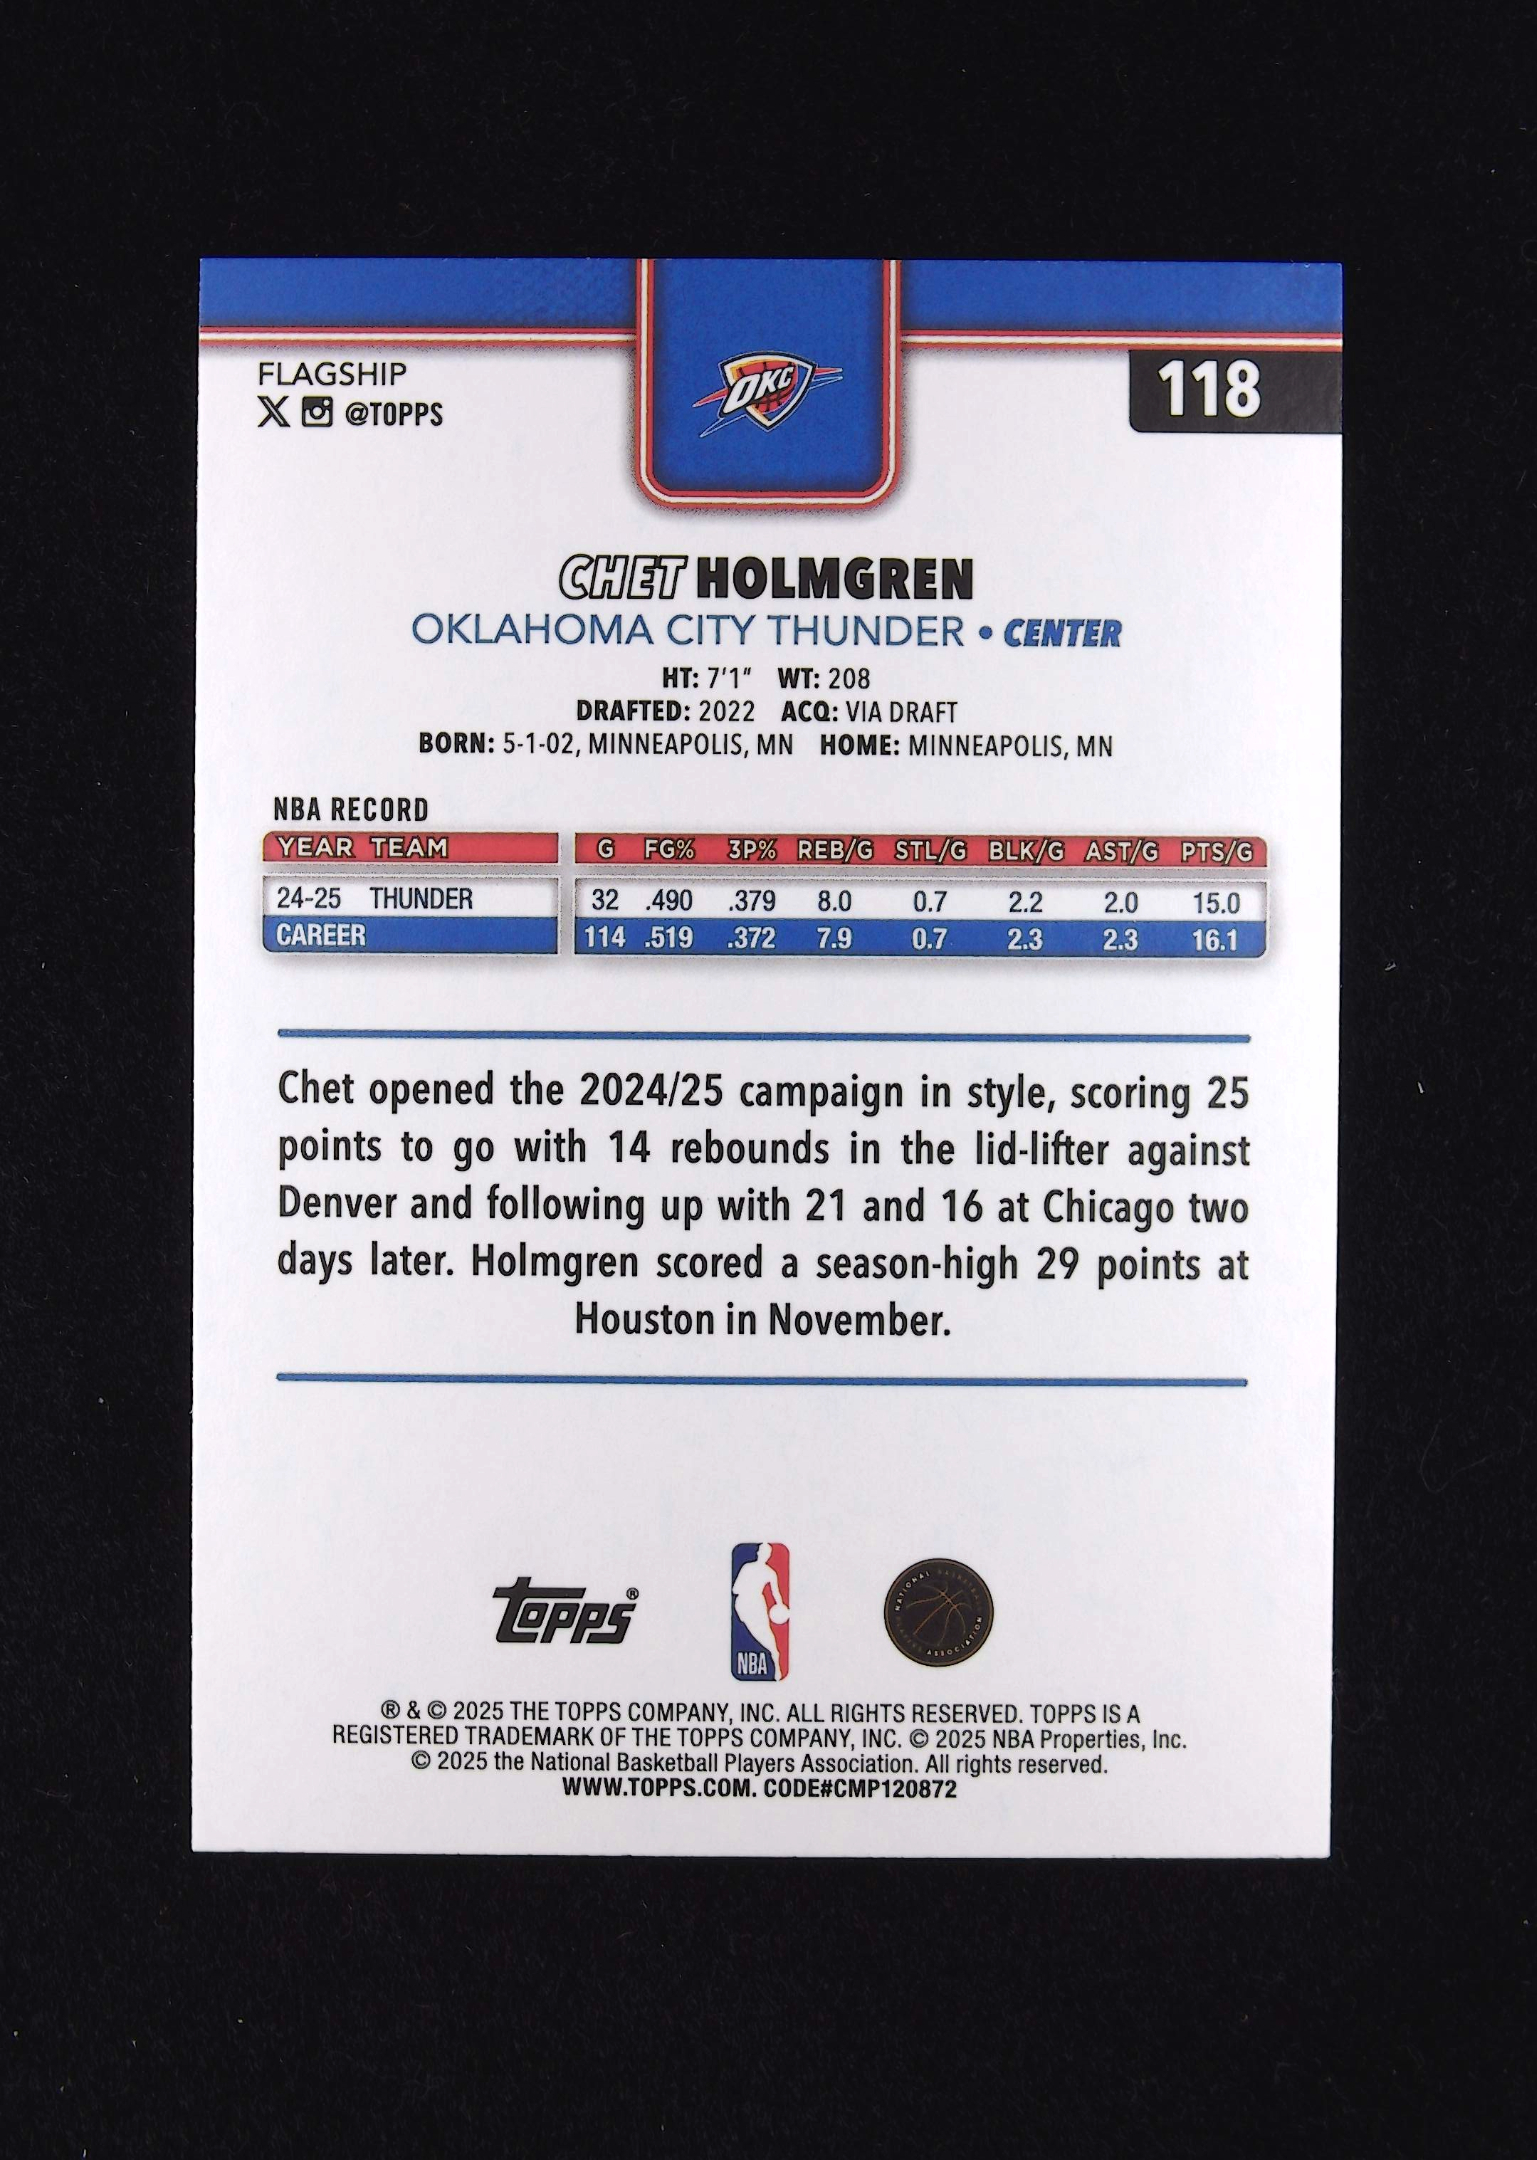 FLAGSHIP
X @TOPPS
OKC
118
CHET HOLMGREN
OKLAHOMA CITY THUNDER • CENTER
HT: 7'1" WT: 208
DRAFTED: 2022 ACQ: VIA DRAFT
BORN: 5-1-02, MINNEAPOLIS, MN HOME: MINNEAPOLIS, MN
NBA RECORD
YEAR TEAM G FG% 3P% REB/G STL/G BLK/G AST/G PTS/G
24-25 THUNDER 32 .490 .379 8.0 0.7 2.2 2.0 15.0
CAREER 114 .519 .372 7.9 0.7 2.3 2.3 16.1
Chet opened the 2024/25 campaign in style, scoring 25
points to go with 14 rebounds in the lid-lifter against
Denver and following up with 21 and 16 at Chicago two
days later. Holmgren scored a season-high 29 points at
Houston in November.
Topps®
NBA
NATIONAL BASKETBALL PLAYERS ASSOCIATION
® & © 2025 THE TOPPS COMPANY, INC. ALL RIGHTS RESERVED. TOPPS IS A
REGISTERED TRADEMARK OF THE TOPPS COMPANY, INC. © 2025 NBA Properties, Inc.
© 2025 the National Basketball Players Association. All rights reserved.
WWW.TOPPS.COM. CODE#CMP120872